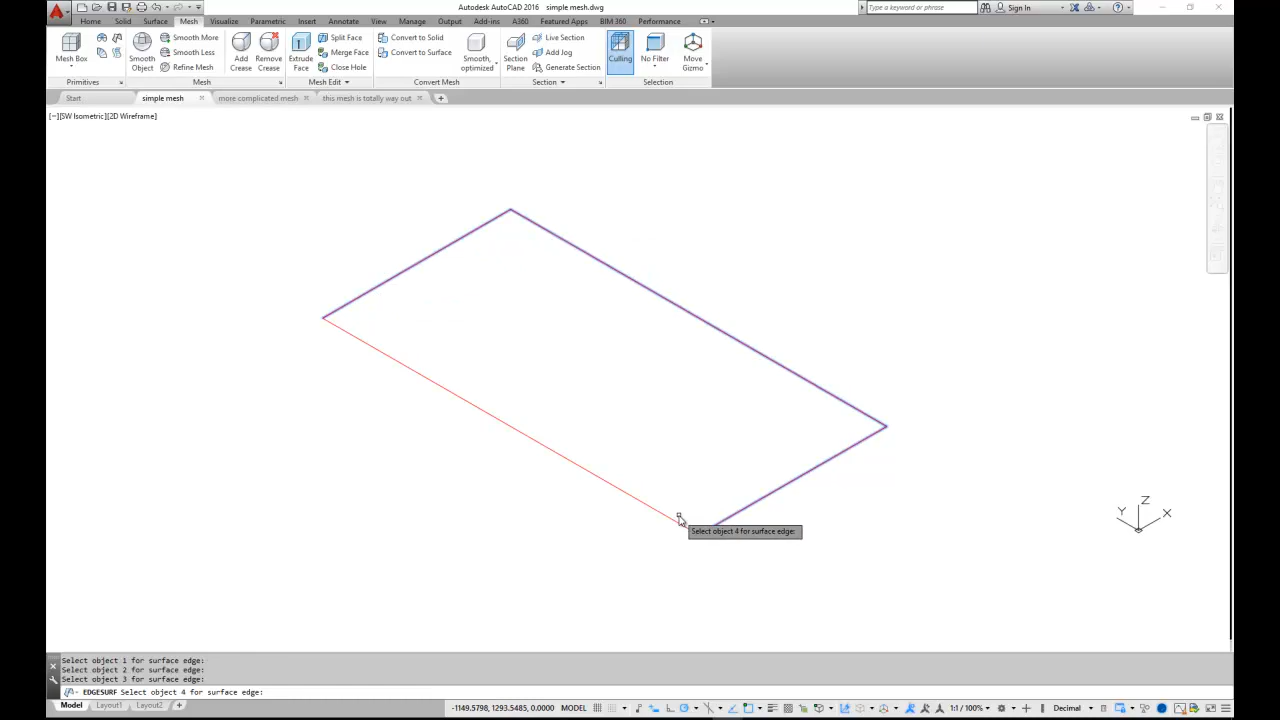 Autodesk AutoCAD 2016 simple mesh.dwg
Type a keyword or phrase
Sign In
Home Solid Surface Mesh Visualize Parametric Insert Annotate View Manage Output Add-ins A360 Featured Apps BIM 360 Performance
Mesh Box
Smooth Object
Smooth More
Smooth Less
Refine Mesh
Add Crease
Remove Crease
Extrude Face
Split Face
Merge Face
Close Hole
Convert to Solid
Convert to Surface
Smooth, optimized
Section Plane
Live Section
Add Jog
Generate Section
Culling
No Filter
Move Gizmo
Primitives Mesh Mesh Edit Convert Mesh Section Selection
Start simple mesh more complicated mesh this mesh is totally way out
[−][SW Isometric][2D Wireframe]
Z
Y X
Select object 4 for surface edge:
Select object 1 for surface edge:
Select object 2 for surface edge:
Select object 3 for surface edge:
EDGESURF Select object 4 for surface edge:
Model Layout1 Layout2 +
-1149.5798, 1293.5485, 0.0000 MODEL 1:1 / 100% Decimal